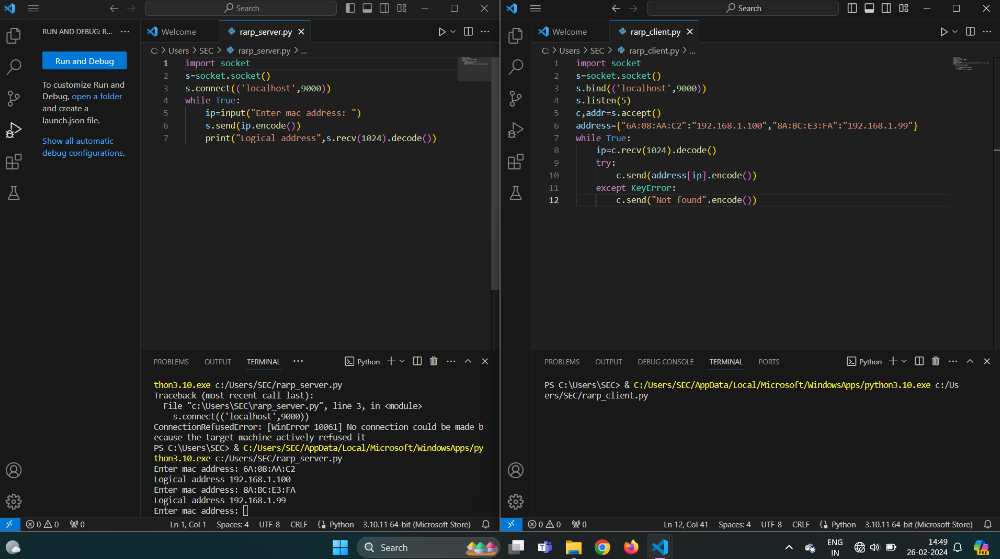 Search
Search
RUN AND DEBUG: R...
Welcome
rarp_server.py
Welcome
rarp_client.py
C: > Users > SEC > rarp_server.py > ...
C: > Users > SEC > rarp_client.py > ...
Run and Debug
To customize Run and
Debug, open a folder
and create a
launch.json file.
Show all automatic
debug configurations.
1 import socket
2 s=socket.socket()
3 s.connect(('localhost',9000))
4 while True:
5 ip=input("Enter mac address: ")
6 s.send(ip.encode())
7 print("Logical address",s.recv(1024).decode())
1 import socket
2 s=socket.socket()
3 s.bind(('localhost',9000))
4 s.listen(5)
5 c,addr=s.accept()
6 address={"6A:08:AA:C2":"192.168.1.100","8A:BC:E3:FA":"192.168.1.99"}
7 while True:
8 ip=c.recv(1024).decode()
9 try:
10 c.send(address[ip].encode())
11 except KeyError:
12 c.send("Not found".encode())
PROBLEMS OUTPUT TERMINAL ... Python
thon3.10.exe c:/Users/SEC/rarp_server.py
Traceback (most recent call last):
File "c:\Users\SEC\rarp_server.py", line 3, in <module>
s.connect(('localhost',9000))
ConnectionRefusedError: [WinError 10061] No connection could be made b
ecause the target machine actively refused it
PS C:\Users\SEC> & C:/Users/SEC/AppData/Local/Microsoft/WindowsApps/py
thon3.10.exe c:/Users/SEC/rarp_server.py
Enter mac address: 6A:08:AA:C2
Logical address 192.168.1.100
Enter mac address: 8A:BC:E3:FA
Logical address 192.168.1.99
Enter mac address:
PROBLEMS OUTPUT DEBUG CONSOLE TERMINAL PORTS Python
PS C:\Users\SEC> & C:/Users/SEC/AppData/Local/Microsoft/WindowsApps/python3.10.exe c:/Us
ers/SEC/rarp_client.py
0 0 0 Ln 1, Col 1 Spaces: 4 UTF-8 CRLF Python 3.10.11 64-bit (Microsoft Store)
0 0 0 Ln 12, Col 41 Spaces: 4 UTF-8 CRLF Python 3.10.11 64-bit (Microsoft Store)
Search
ENG
IN
14:49
26-02-2024